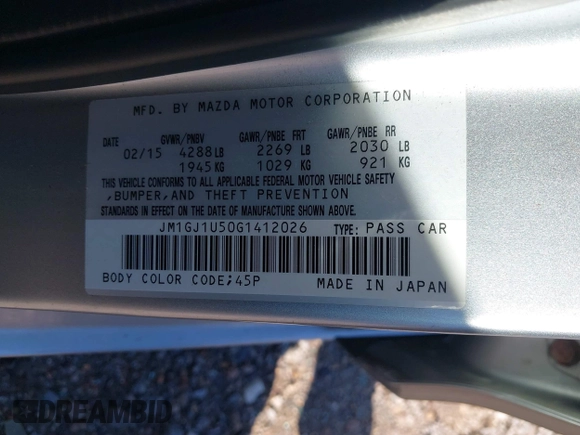 MFD. BY MAZDA MOTOR CORPORATION
DATE GVWR/PNBV GAWR/PNBE FRT GAWR/PNBE RR
02/15 4288 LB 2269 LB 2030 LB
1945 KG 1029 KG 921 KG
THIS VEHICLE CONFORMS TO ALL APPLICABLE FEDERAL MOTOR VEHICLE SAFETY
,BUMPER,AND THEFT PREVENTION
STANDARDS IN EFFECT ON THE DATE OF MANUFACTURE SHOWN ABOVE.
JM1GJ1U50G1412026 TYPE: PASS CAR
BODY COLOR CODE;45P MADE IN JAPAN
DREAMBID